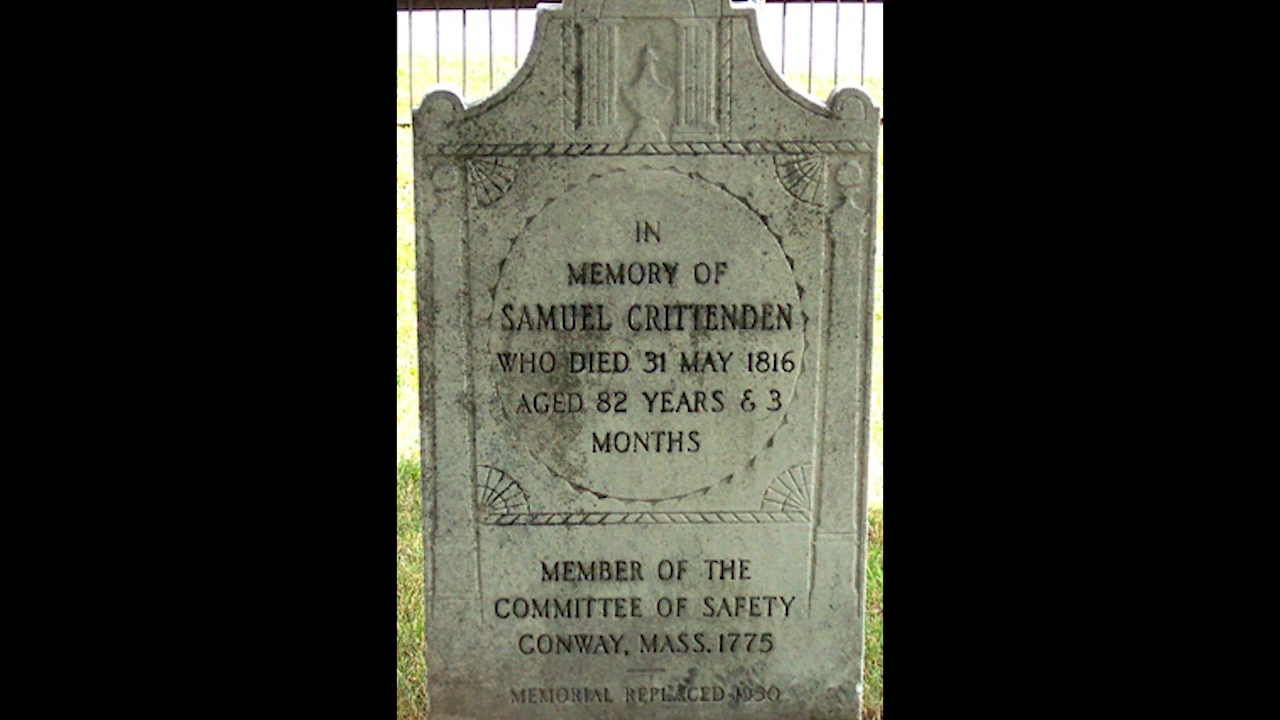 IN
MEMORY OF
SAMUEL CRITTENDEN
WHO DIED 31 MAY 1816
AGED 82 YEARS & 3
MONTHS
MEMBER OF THE
COMMITTEE OF SAFETY
CONWAY, MASS. 1775
MEMORIAL REPLACED 1930